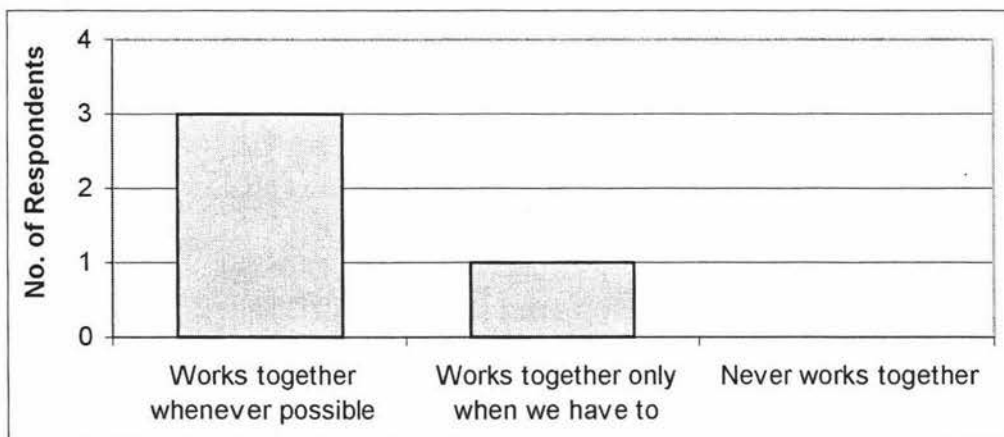 No. of Respondents
4
3
2
1
0
Works together
whenever possible
Works together only
when we have to
Never works together